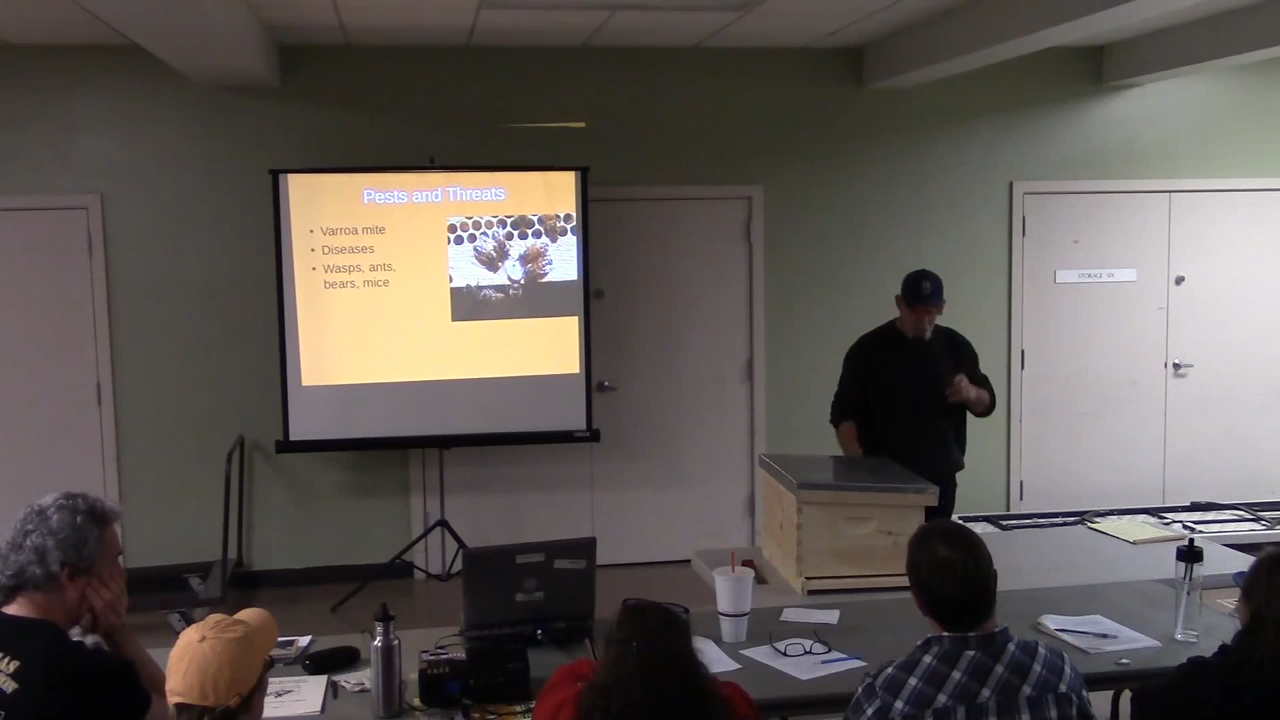 Pests and Threats
• Varroa mite
• Diseases
• Wasps, ants,
bears, mice